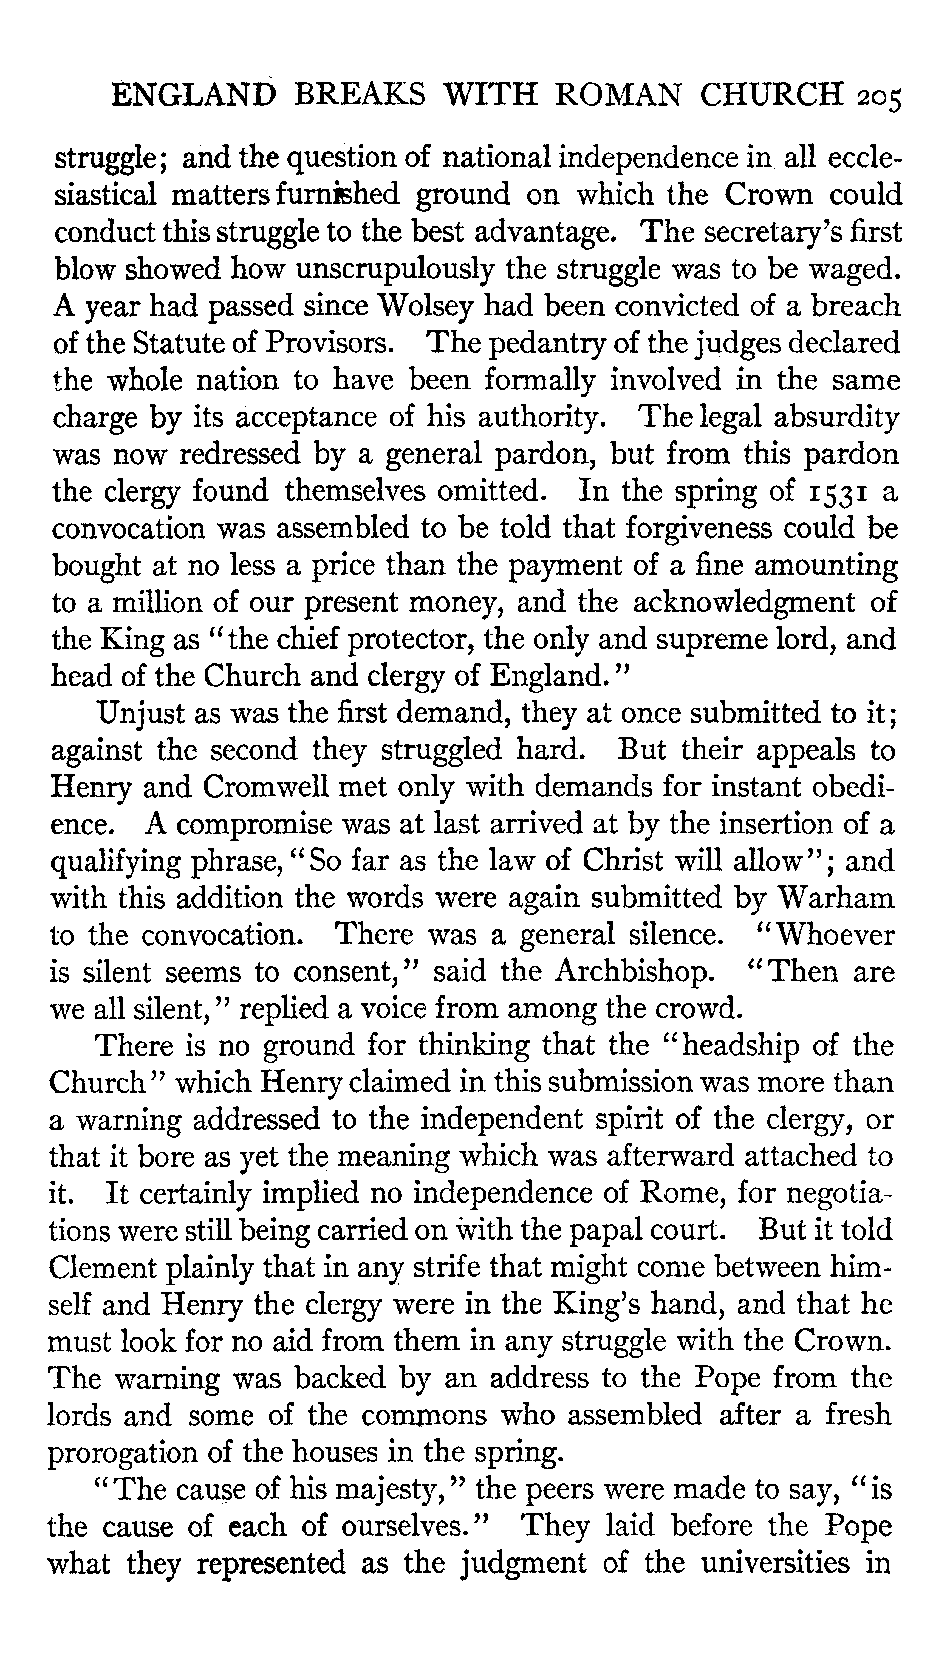 ENGLAND BREAKS WITH ROMAN CHURCH 205
struggle; and the question of national independence in all eccle-
siastical matters furnished ground on which the Crown could
conduct this struggle to the best advantage. The secretary's first
blow showed how unscrupulously the struggle was to be waged.
A year had passed since Wolsey had been convicted of a breach
of the Statute of Provisors. The pedantry of the judges declared
the whole nation to have been formally involved in the same
charge by its acceptance of his authority. The legal absurdity
was now redressed by a general pardon, but from this pardon
the clergy found themselves omitted. In the spring of 1531 a
convocation was assembled to be told that forgiveness could be
bought at no less a price than the payment of a fine amounting
to a million of our present money, and the acknowledgment of
the King as "the chief protector, the only and supreme lord, and
head of the Church and clergy of England."
Unjust as was the first demand, they at once submitted to it;
against the second they struggled hard. But their appeals to
Henry and Cromwell met only with demands for instant obedi-
ence. A compromise was at last arrived at by the insertion of a
qualifying phrase, "So far as the law of Christ will allow"; and
with this addition the words were again submitted by Warham
to the convocation. There was a general silence. "Whoever
is silent seems to consent," said the Archbishop. "Then are
we all silent," replied a voice from among the crowd.
There is no ground for thinking that the "headship of the
Church" which Henry claimed in this submission was more than
a warning addressed to the independent spirit of the clergy, or
that it bore as yet the meaning which was afterward attached to
it. It certainly implied no independence of Rome, for negotia-
tions were still being carried on with the papal court. But it told
Clement plainly that in any strife that might come between him-
self and Henry the clergy were in the King's hand, and that he
must look for no aid from them in any struggle with the Crown.
The warning was backed by an address to the Pope from the
lords and some of the commons who assembled after a fresh
prorogation of the houses in the spring.
"The cause of his majesty," the peers were made to say, "is
the cause of each of ourselves." They laid before the Pope
what they represented as the judgment of the universities in